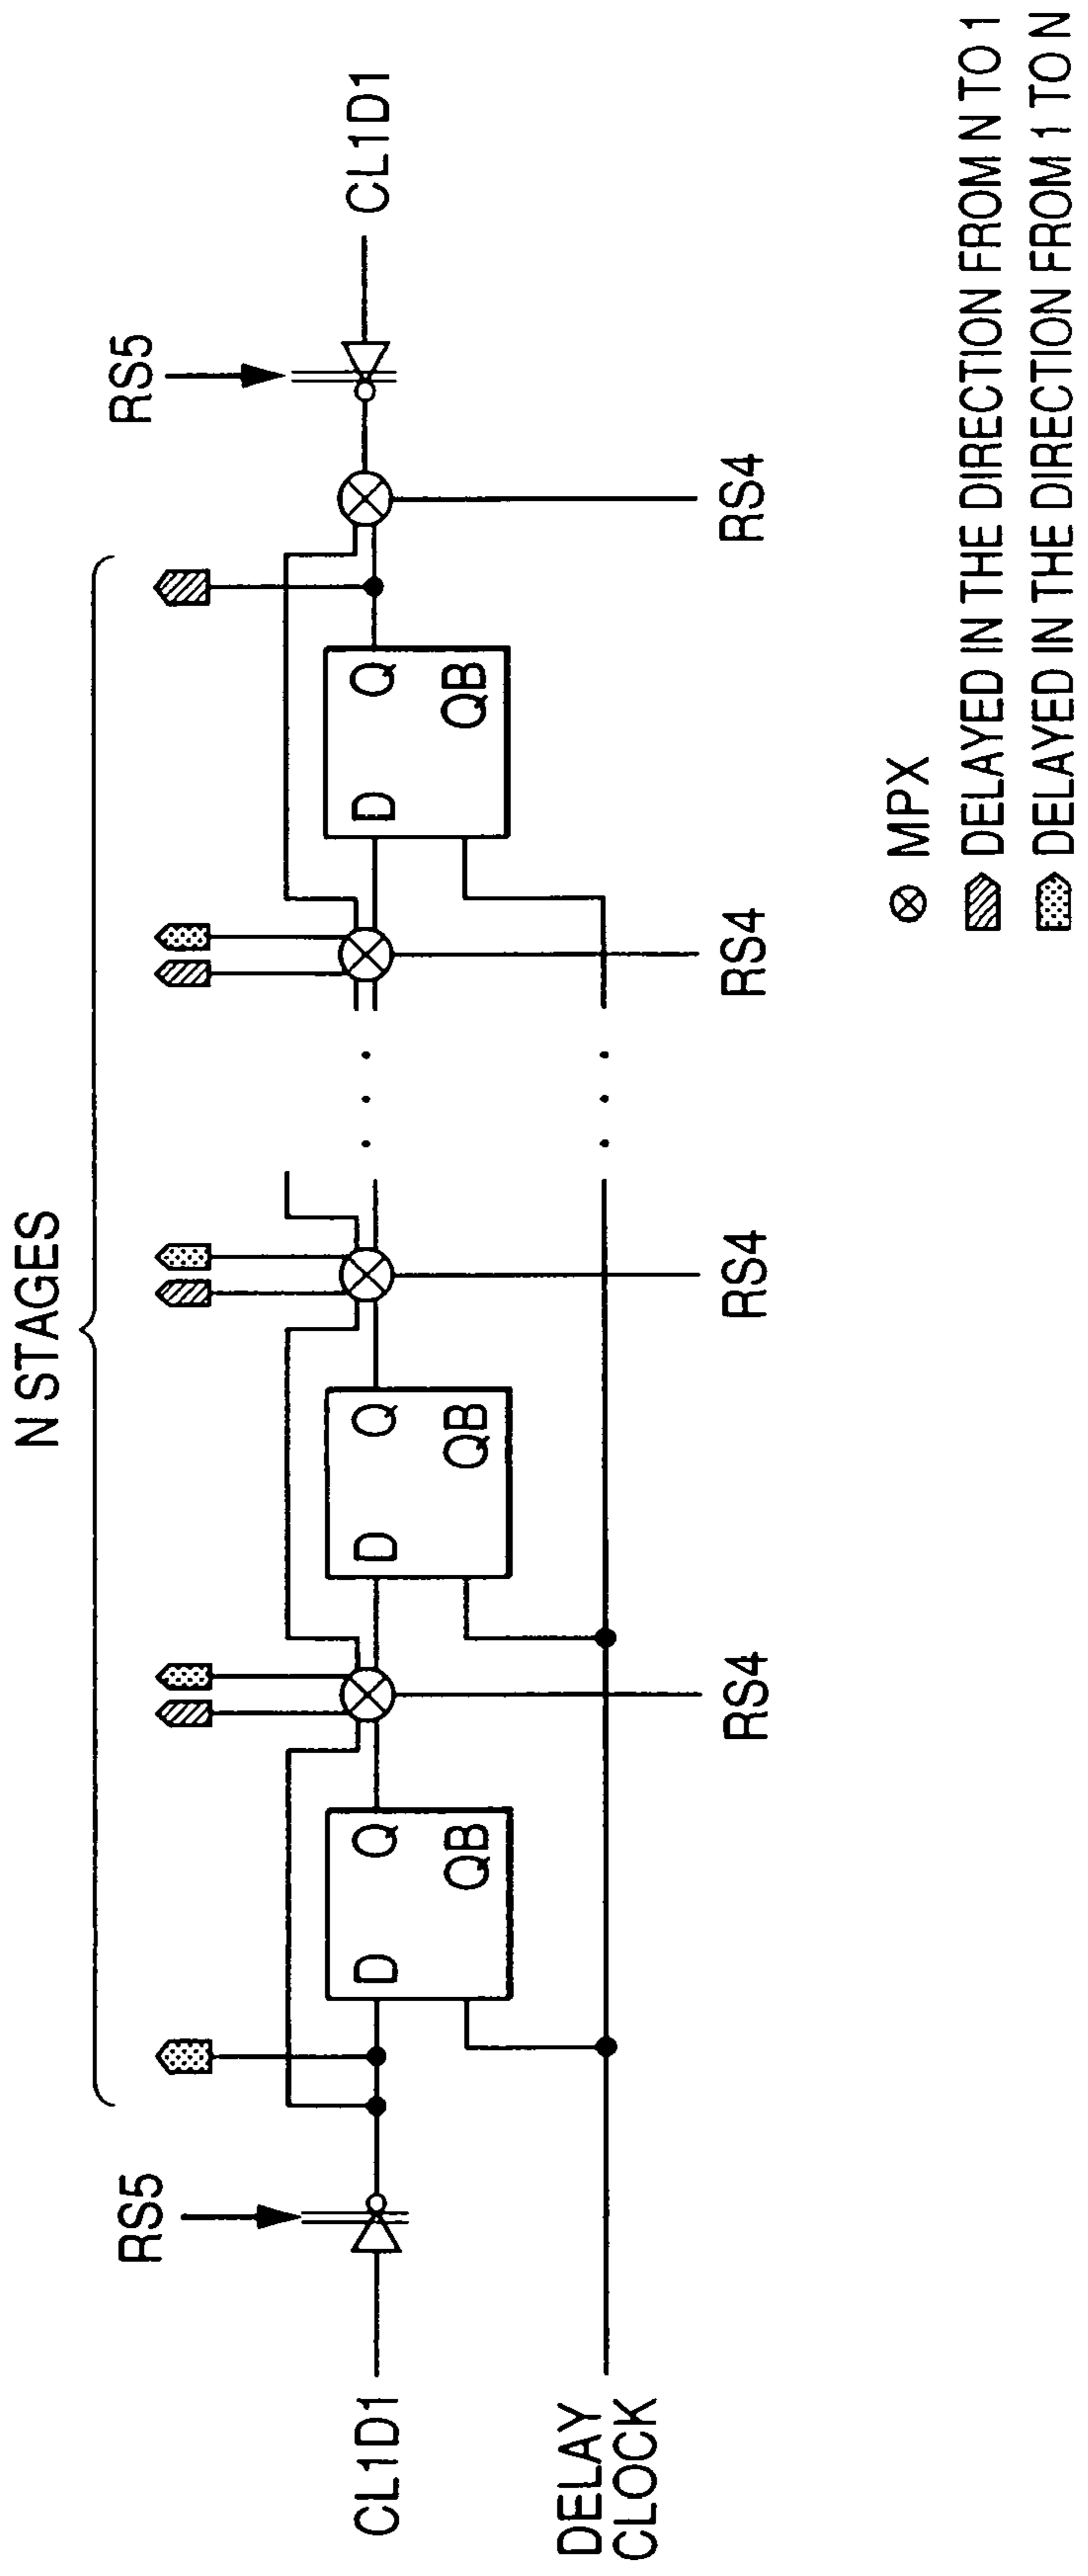 N STAGES
RS5
RS5
CL1D1
CL1D1
D
Q
QB
D
Q
QB
D
Q
QB
DELAY
CLOCK
RS4
RS4
RS4
RS4
MPX
DELAYED IN THE DIRECTION FROM N TO 1
DELAYED IN THE DIRECTION FROM 1 TO N